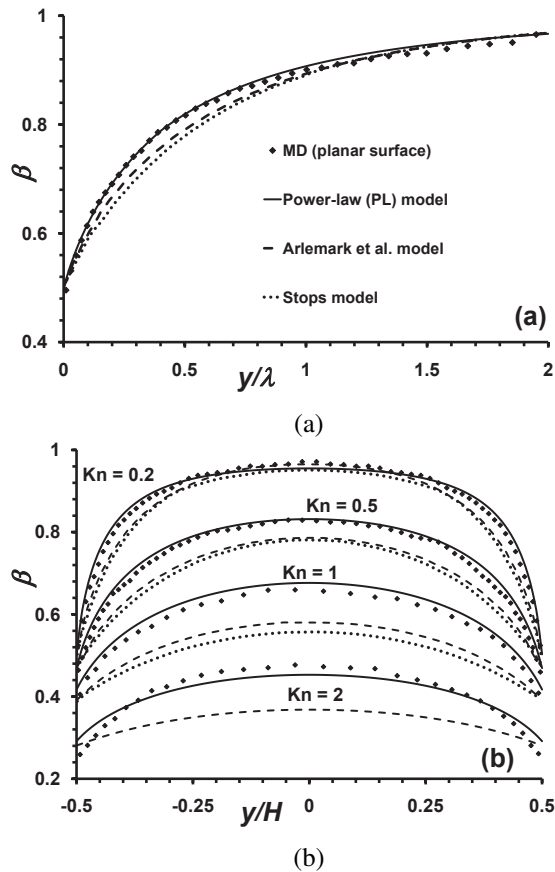 (a)
1
0.8
0.6
0.4
β
MD (planar surface)
Power-law (PL) model
Arlemark et al. model
Stops model
(a)
0
0.5
1
1.5
2
y/λ
(a)
1
0.8
0.6
0.4
0.2
β
Kn = 0.2
Kn = 0.5
Kn = 1
Kn = 2
(b)
-0.5
-0.25
0
0.25
0.5
y/H
(b)